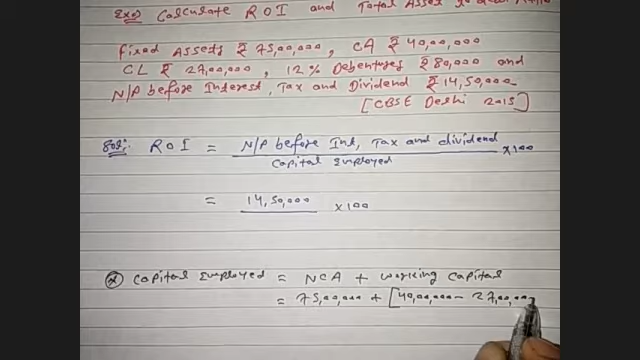 Calculate ROI and Total Asset to
Fixed Assets ₹ 75,00,000, CA ₹ 40,00,000
CL ₹ 27,00,000, 12% Debentures ₹ 80,000 and
N/P before Interest, Tax and Dividend ₹ 14,50,000
[CBSE Delhi 2015]
Sol: ROI = N/P before Int, Tax and dividend
Capital Employed × 100
= 14,50,000 × 100
Capital Employed = NCA + Working Capital
= 75,00,000 + [40,00,000 - 27,00,000